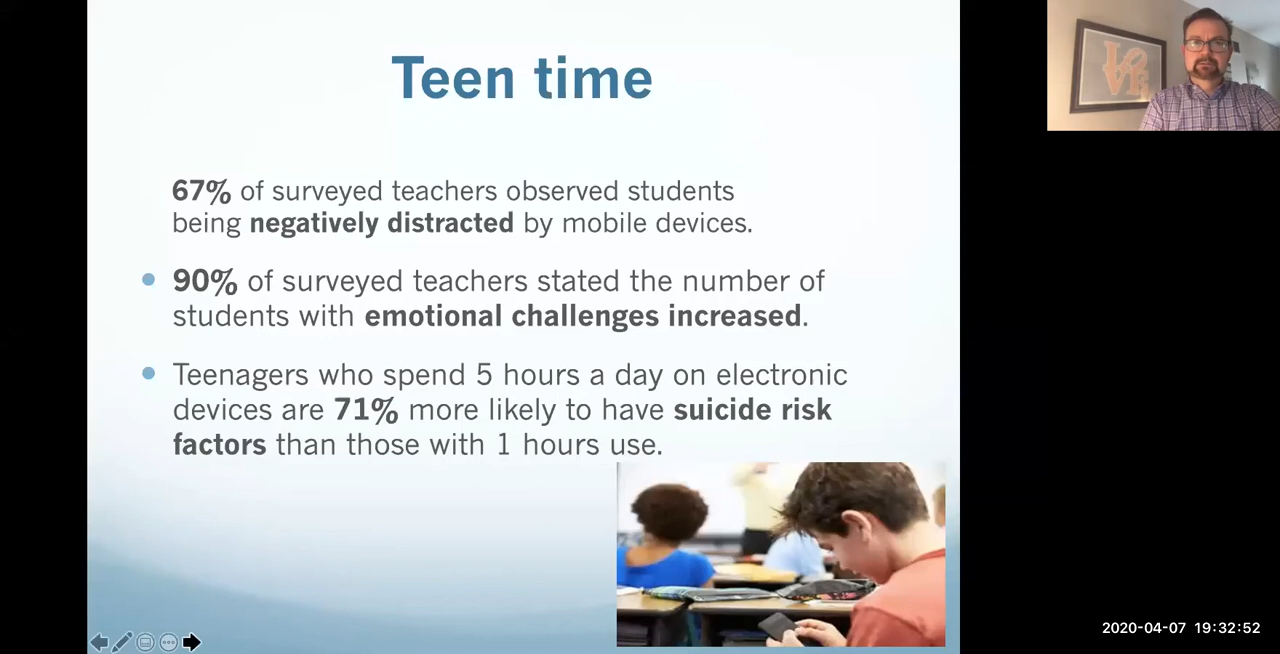 Teen time
67% of surveyed teachers observed students
being negatively distracted by mobile devices.
90% of surveyed teachers stated the number of
students with emotional challenges increased.
Teenagers who spend 5 hours a day on electronic
devices are 71% more likely to have suicide risk
factors than those with 1 hours use.
LOVE
2020-04-07 19:32:52